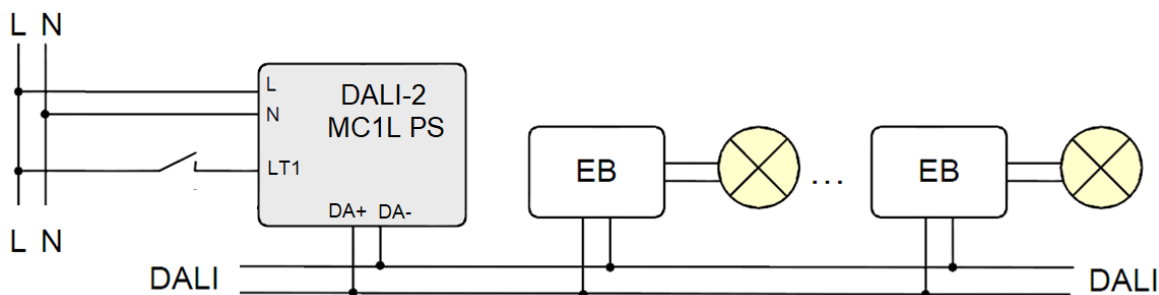 L N
L
N
DALI-2
MC1L PS
LT1
DA+ DA-
EB
...
EB
L N
DALI
DALI